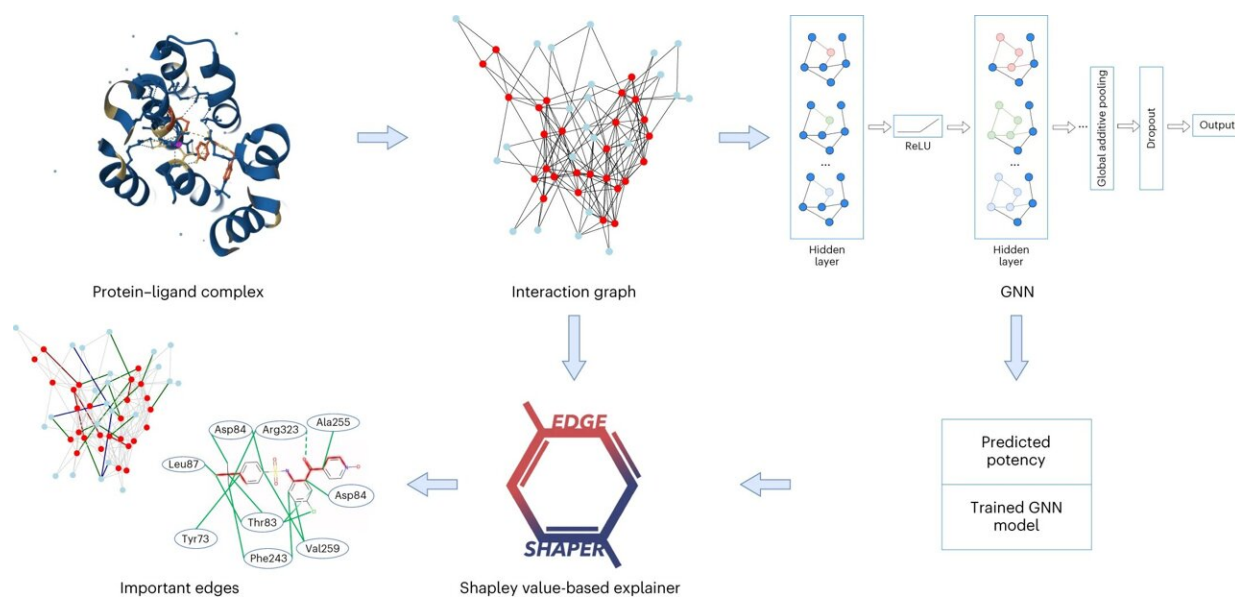 ...
...
ReLU
Hidden
layer
...
Hidden
layer
...
Global additive pooling
Dropout
Output
Protein–ligand complex
Interaction graph
GNN
Asp84
Arg323
Ala255
Leu87
Asp84
Thr83
Tyr73
Phe243
Val259
EDGE
SHAPER
Predicted
potency
Trained GNN
model
Important edges
Shapley value-based explainer